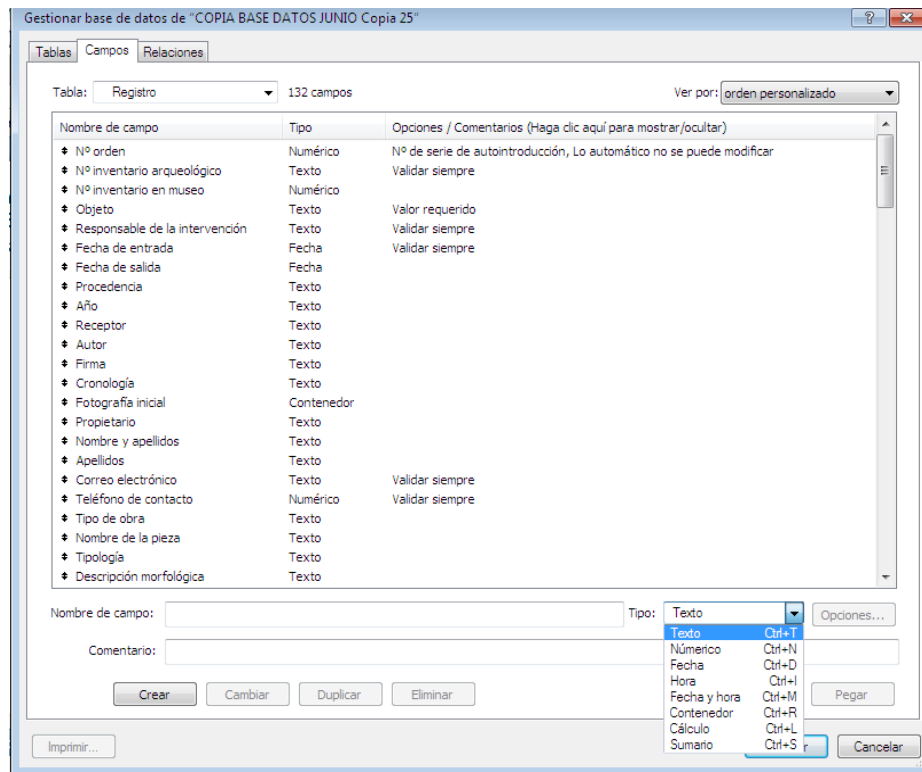 Gestionar base de datos de "COPIA BASE DATOS JUNIO Copia 25"
Tablas Campos Relaciones
Tabla: Registro 132 campos Ver por: orden personalizado
Nombre de campo Tipo Opciones / Comentarios (Haga clic aquí para mostrar/ocultar)
Nº orden Numérico Nº de serie de autointroducción, Lo automático no se puede modificar
Nº inventario arqueológico Texto Validar siempre
Nº inventario en museo Numérico
Objeto Texto Valor requerido
Responsable de la intervención Texto Validar siempre
Fecha de entrada Fecha Validar siempre
Fecha de salida Fecha
Procedencia Texto
Año Texto
Receptor Texto
Autor Texto
Firma Texto
Cronología Texto
Fotografía inicial Contenedor
Propietario Texto
Nombre y apellidos Texto
Apellidos Texto
Correo electrónico Texto Validar siempre
Teléfono de contacto Numérico Validar siempre
Tipo de obra Texto
Nombre de la pieza Texto
Tipología Texto
Descripción morfológica Texto
Nombre de campo: Tipo: Texto Opciones...
Texto Ctrl+T
Comentario:
Númerico Ctrl+N
Fecha Ctrl+D
Hora Ctrl+I
Crear Cambiar Duplicar Eliminar Fecha y hora Ctrl+M Pegar
Contenedor Ctrl+R
Cálculo Ctrl+L
Sumario Ctrl+S
Imprimir... Cancelar